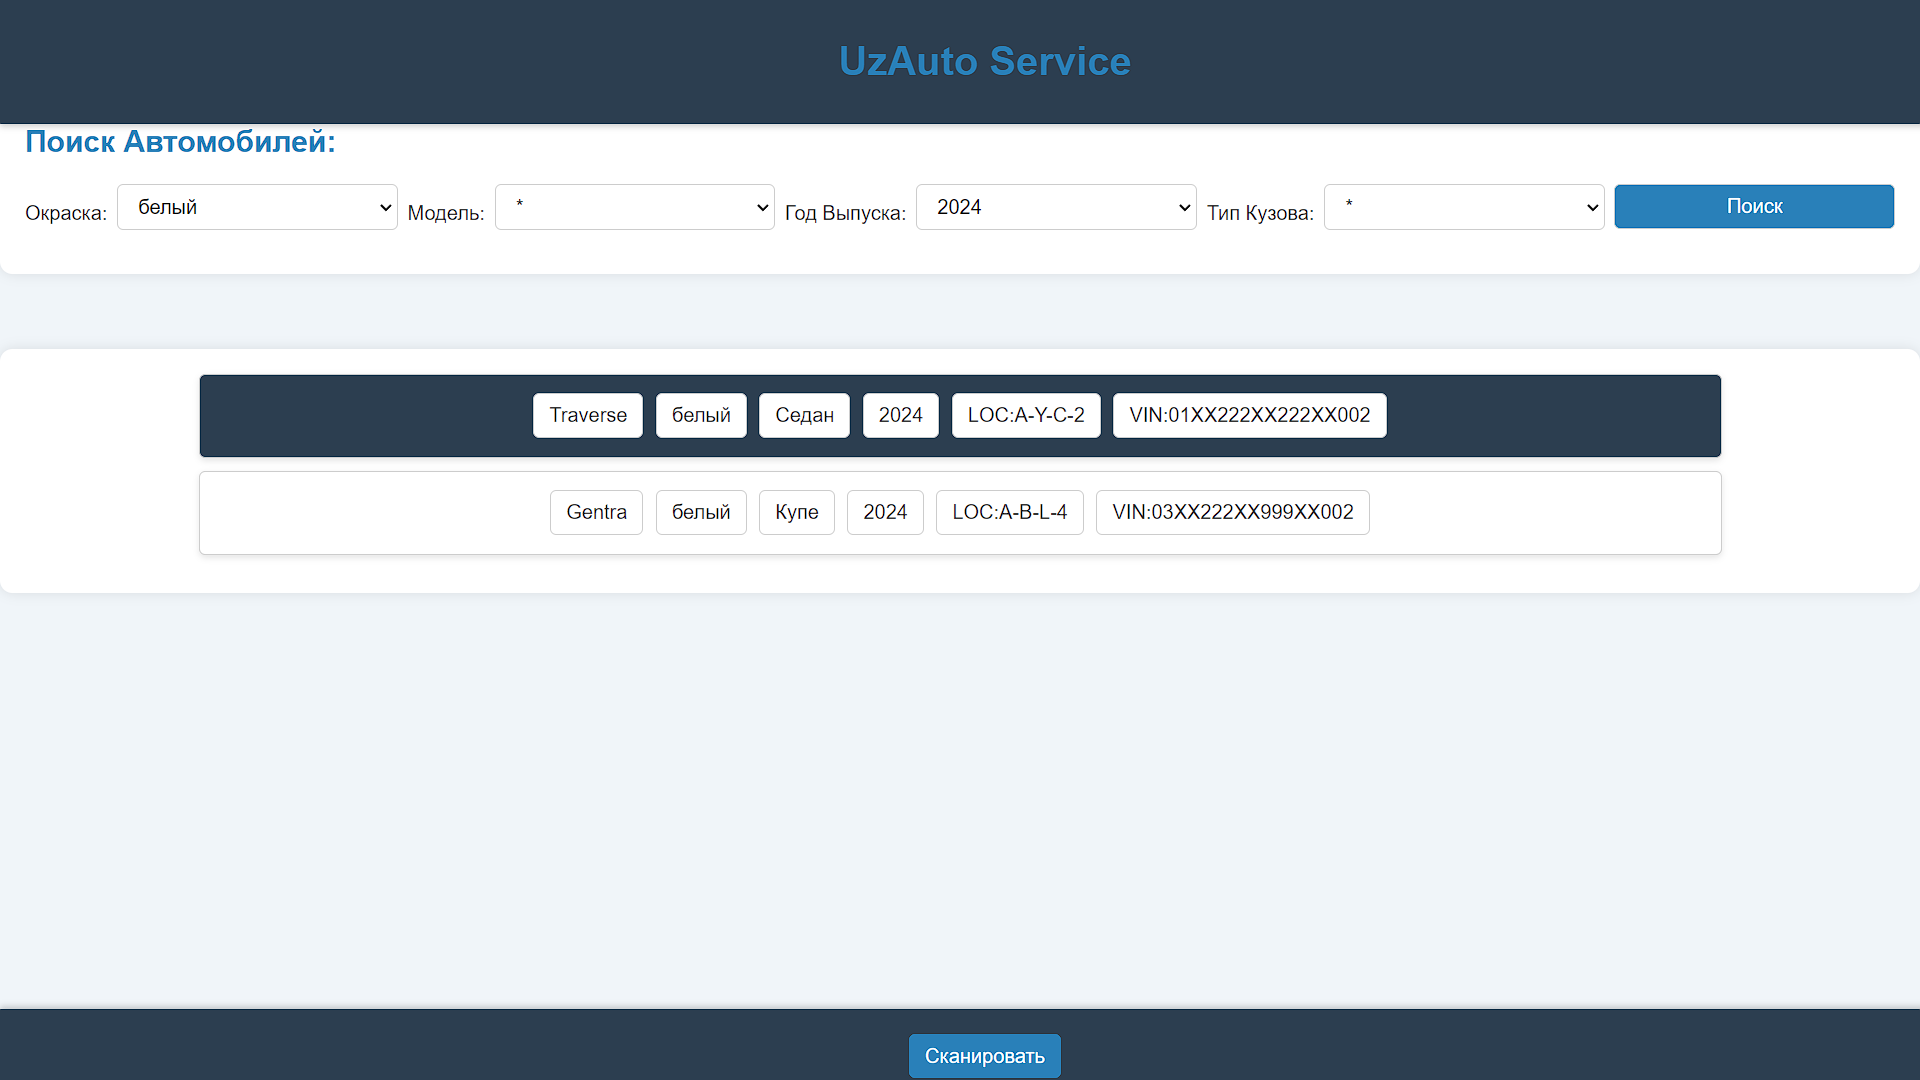 UzAuto Service
Поиск Автомобилей:
Окраска: белый Модель: * Год Выпуска: 2024 Тип Кузова: * Поиск
Traverse белый Седан 2024 LOC:A-Y-C-2 VIN:01XX222XX222XX002
Gentra белый Купе 2024 LOC:A-B-L-4 VIN:03XX222XX999XX002
Сканировать